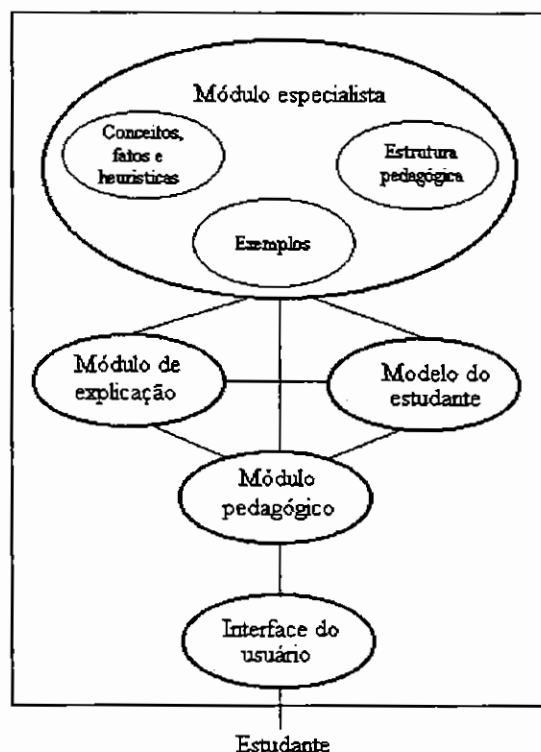 Módulo especialista
Conceitos,
fatos e
heurísticas
Estrutura
pedagógica
Exemplos
Módulo de
explicação
Modelo do
estudante
Módulo
pedagógico
Interface do
usuário
Estudante